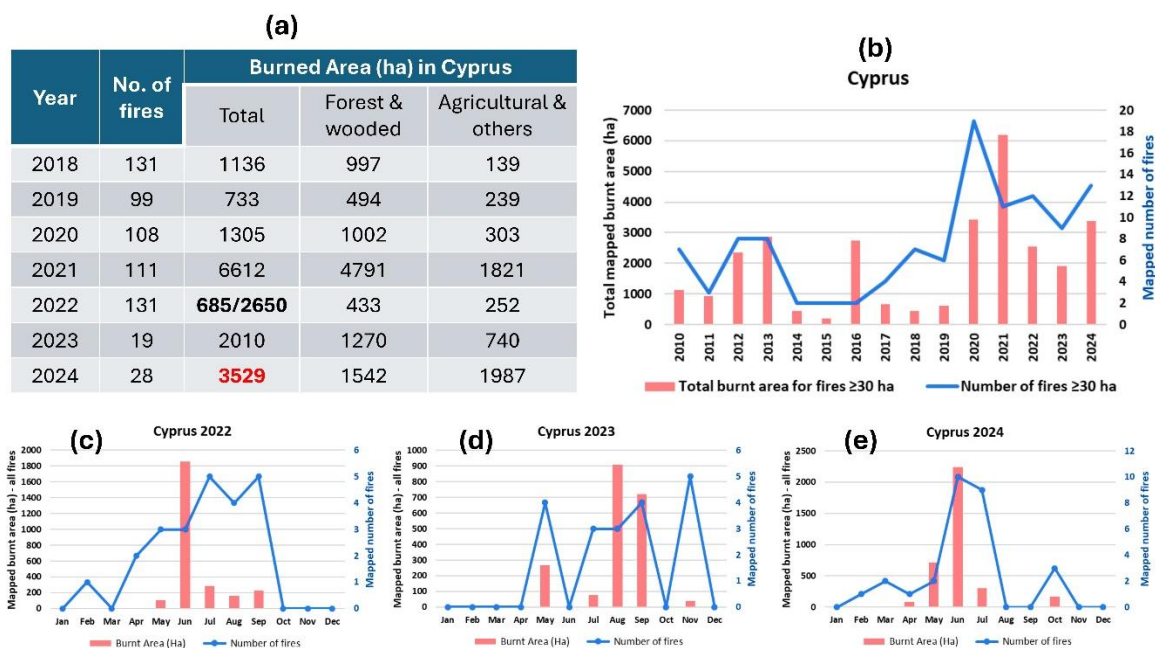 (a)
Burned Area (ha) in Cyprus
Year No. of fires Total Forest & wooded Agricultural & others
2018 131 1136 997 139
2019 99 733 494 239
2020 108 1305 1002 303
2021 111 6612 4791 1821
2022 131 685/2650 433 252
2023 19 2010 1270 740
2024 28 3529 1542 1987
(b)
Cyprus
Total mapped burnt area (ha)
7000
6000
5000
4000
3000
2000
1000
0
20
18
16
14
12
10
8
6
4
2
0
Mapped number of fires
2010 2011 2012 2013 2014 2015 2016 2017 2018 2019 2020 2021 2022 2023 2024
Total burnt area for fires ≥30 ha Number of fires ≥30 ha
(c)
Cyprus 2022
Mapped burnt area (ha) - all fires
2000
1800
1600
1400
1200
1000
800
600
400
200
0
6
5
4
3
2
1
0
Mapped number of fires
Jan Feb Mar Apr May Jun Jul Aug Sep Oct Nov Dec
Burnt Area (Ha) Number of fires
(d)
Cyprus 2023
Mapped burnt area (ha) - all fires
1000
900
800
700
600
500
400
300
200
100
0
6
5
4
3
2
1
0
Mapped number of fires
Jan Feb Mar Apr May Jun Jul Aug Sep Oct Nov Dec
Burnt Area (Ha) Number of fires
(e)
Cyprus 2024
Mapped burnt area (ha) - all fires
2500
2000
1500
1000
500
0
12
10
8
6
4
2
0
Mapped number of fires
Jan Feb Mar Apr May Jun Jul Aug Sep Oct Nov Dec
Burnt Area (Ha) Number of fires